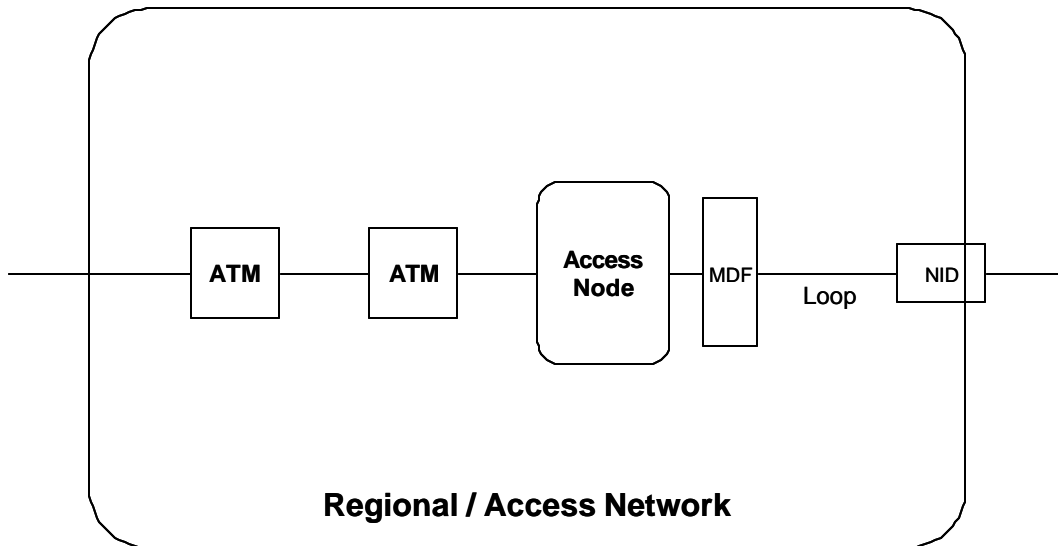 ATM
ATM
Access
Node
MDF
Loop
NID
Regional / Access Network